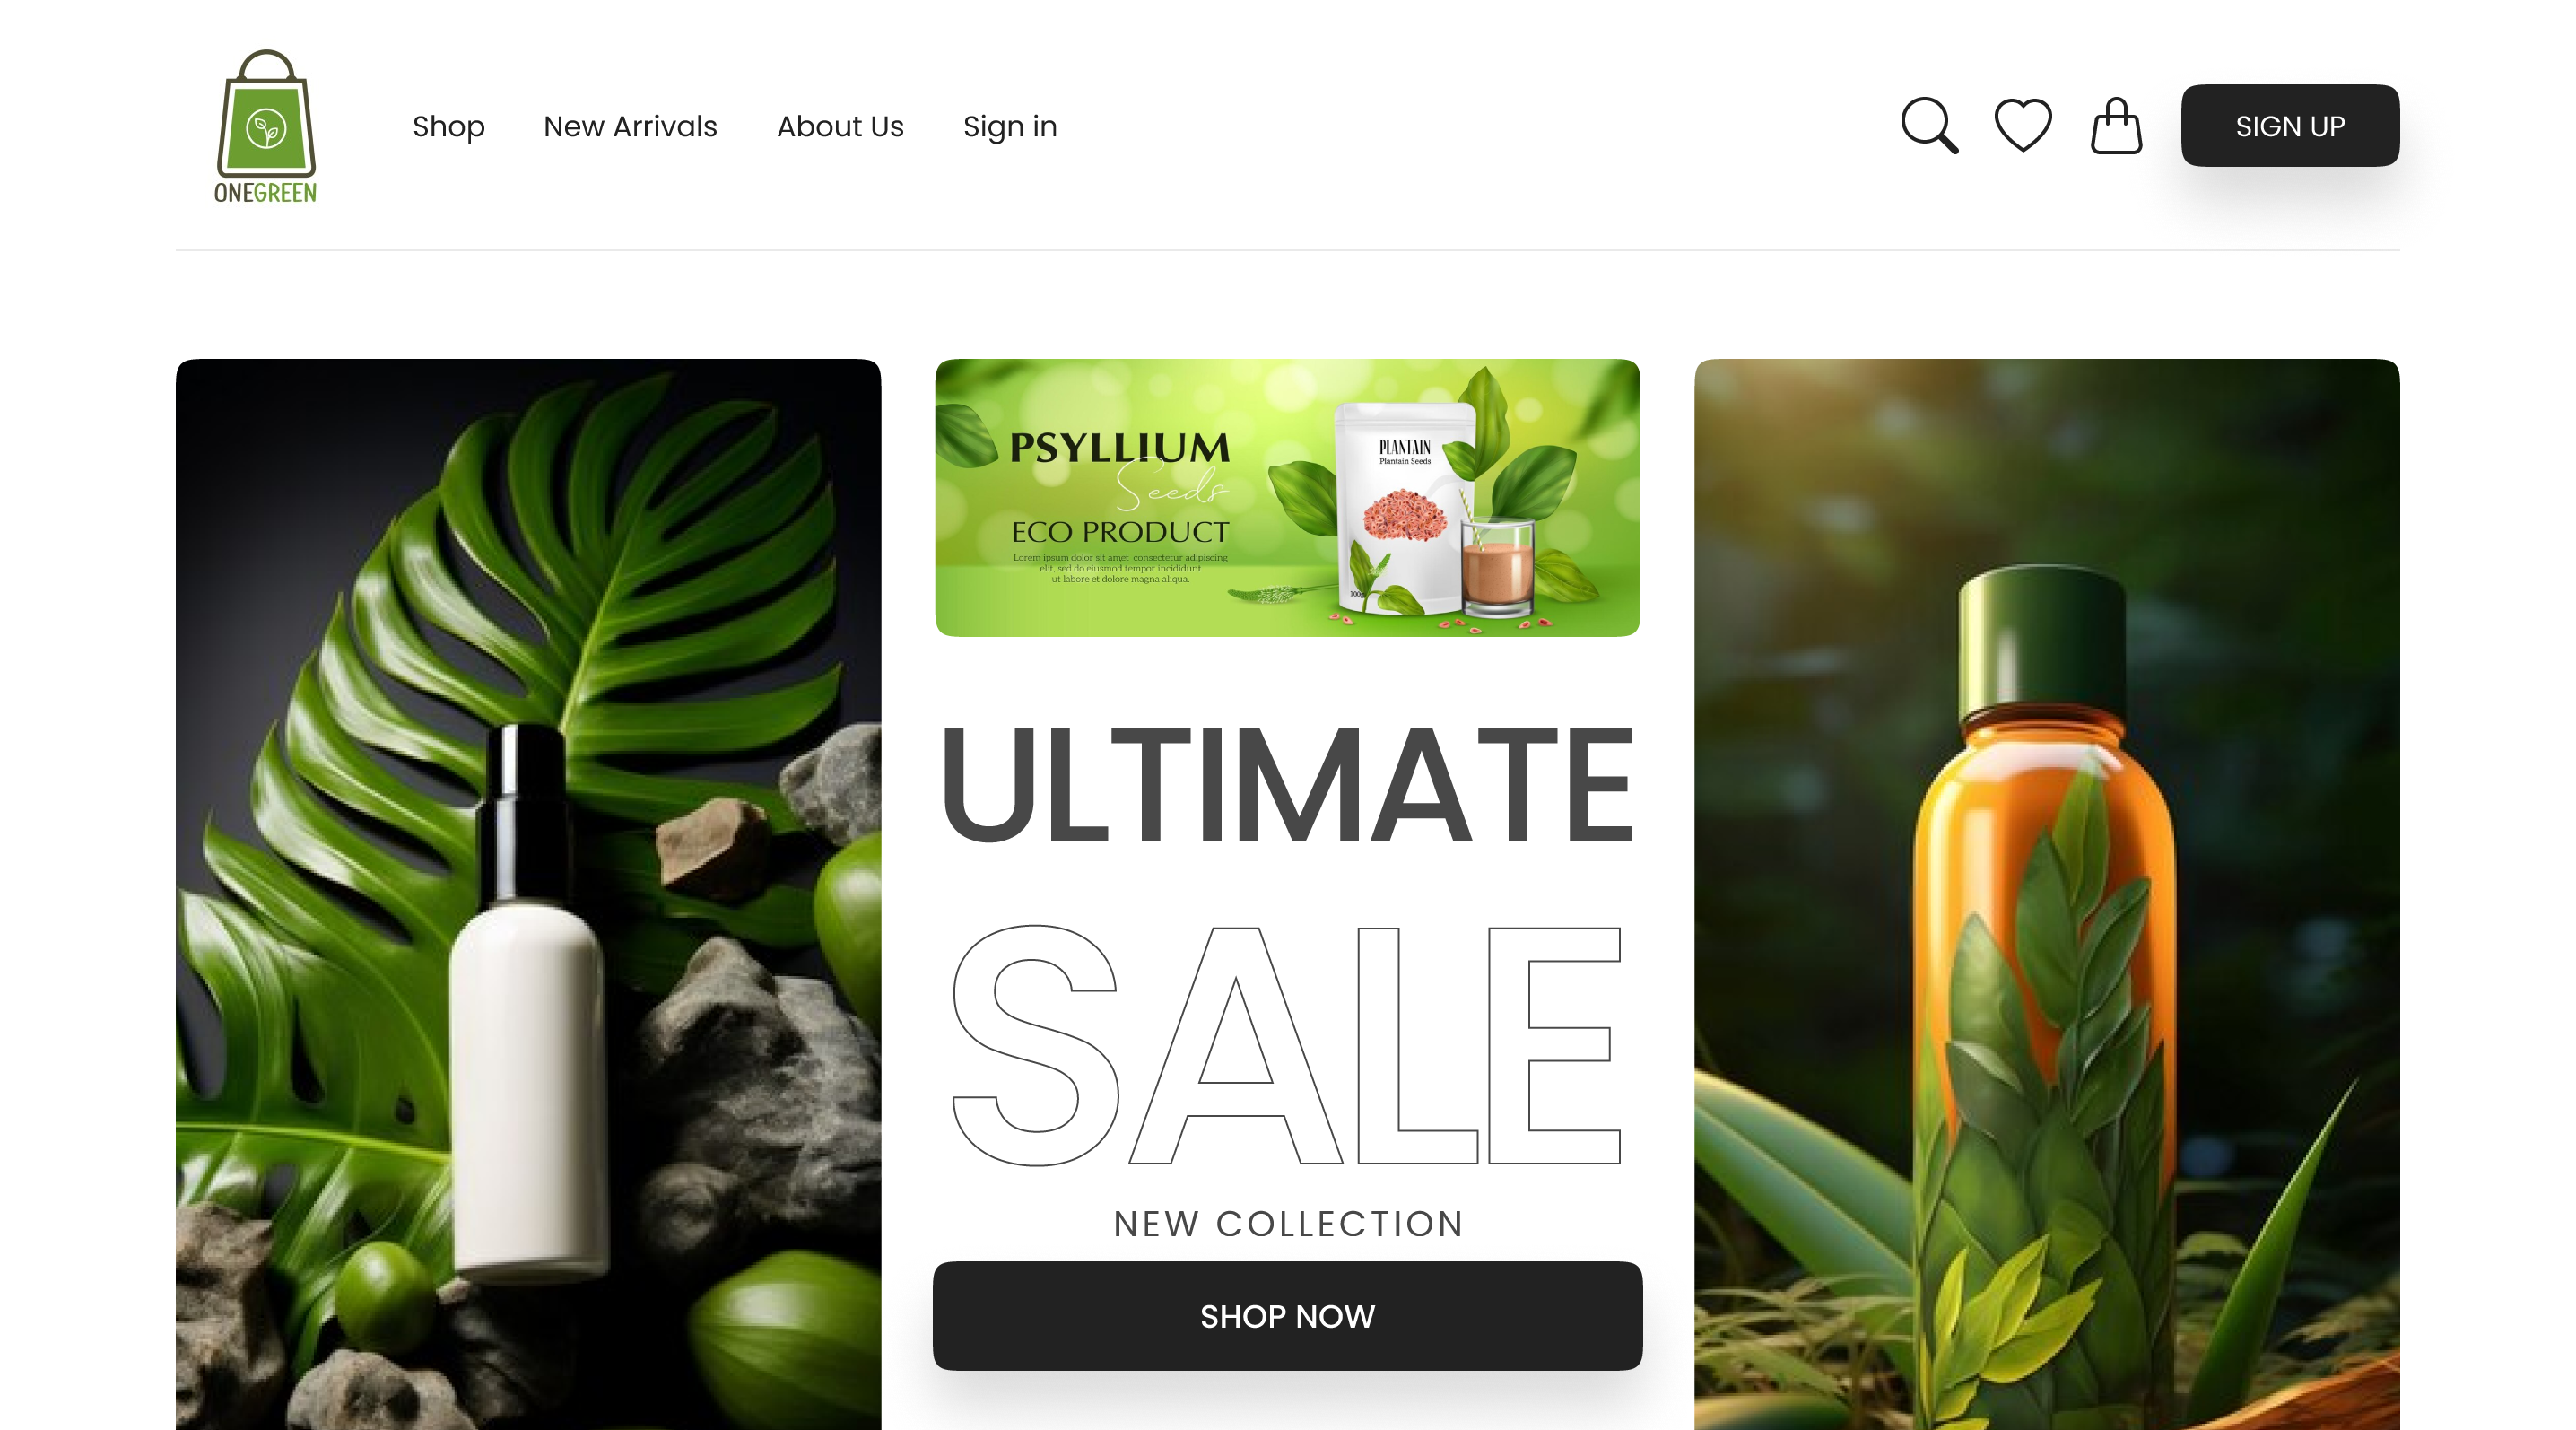 ONEGREEN
Shop
New Arrivals
About Us
Sign in
SIGN UP
PSYLLIUM
Seeds
ECO PRODUCT
Lorem ipsum dolor sit amet consectetur adipiscing
elit, sed do eiusmod tempor incididunt
ut labore et dolore magna aliqua.
PLANTAIN
Plantain Seeds
100g
ULTIMATE
SALE
NEW COLLECTION
SHOP NOW